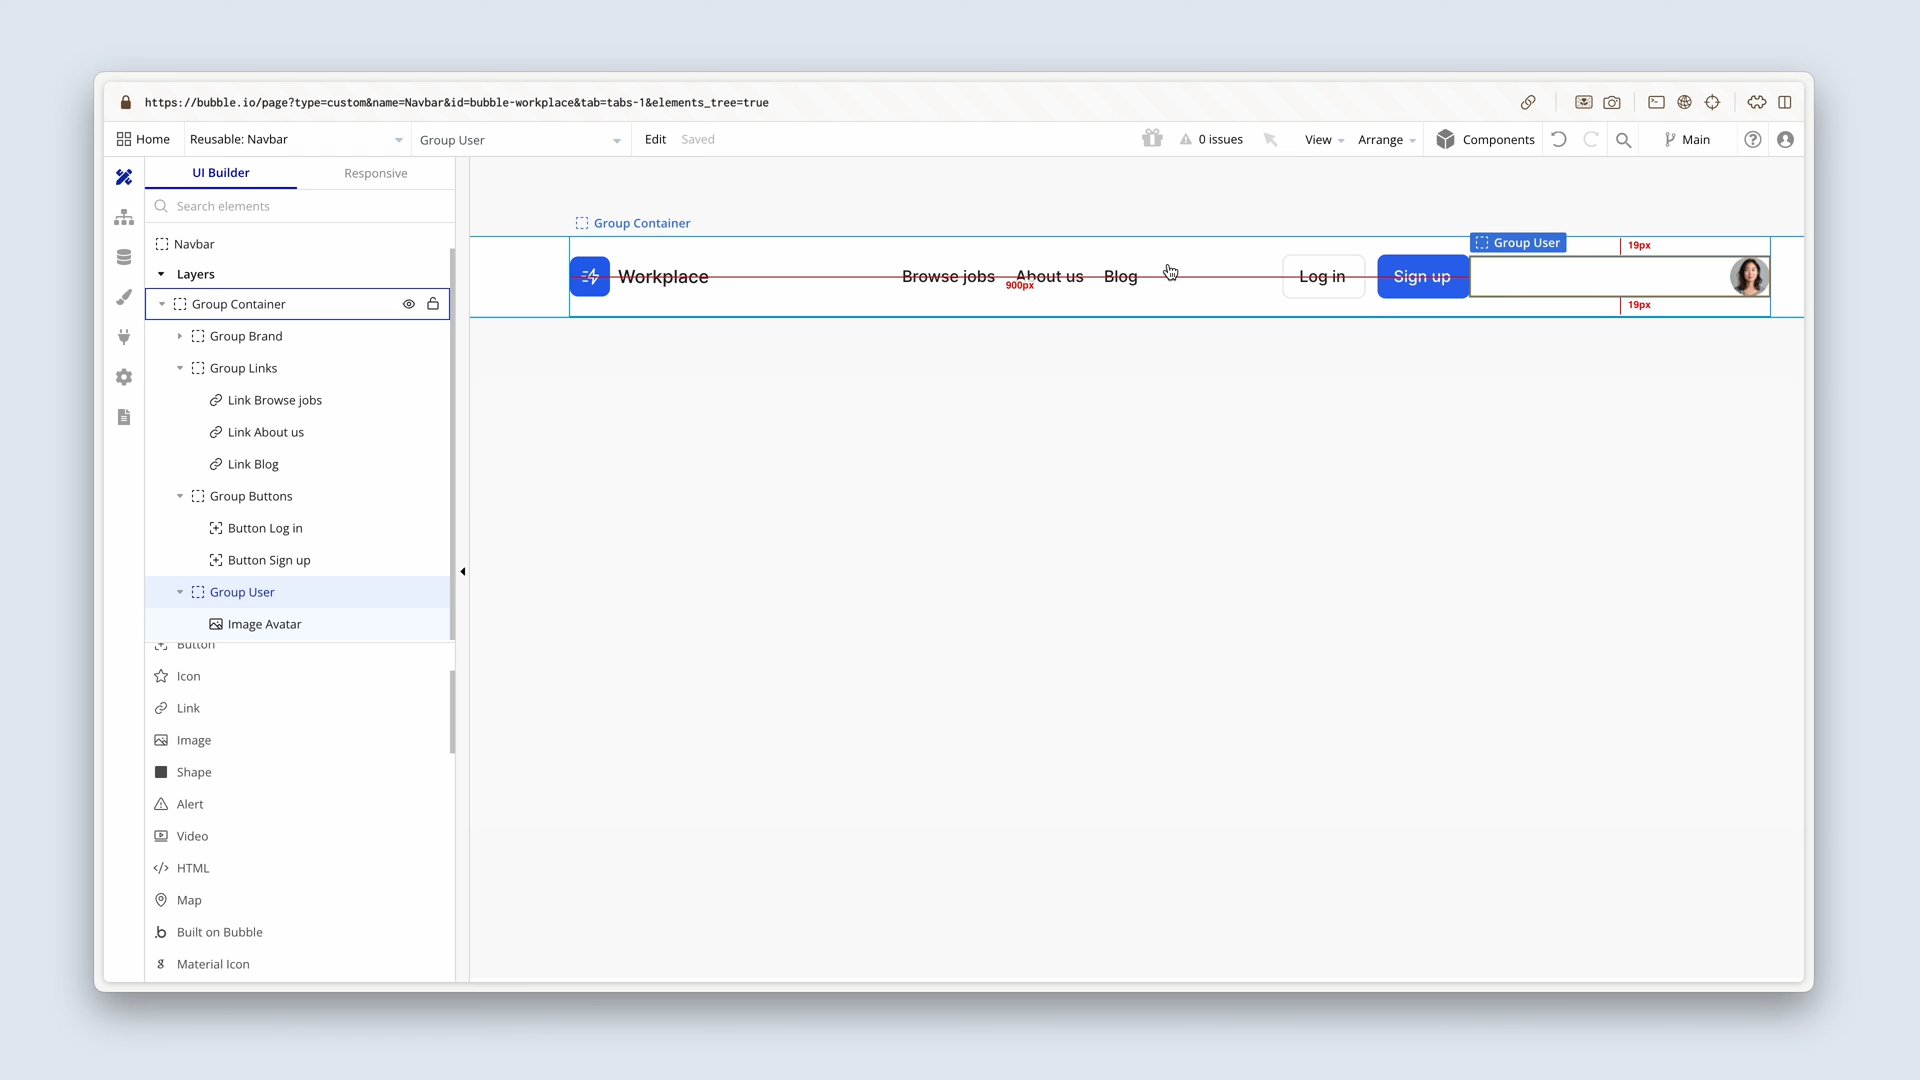 https://bubble.io/page?type=custom&name=Navbar&id=bubble-workplace&tab=tabs-1&elements_tree=true
Home
Reusable: Navbar
Group User
Edit
Saved
0 issues
View
Arrange
Components
Main
UI Builder
Responsive
Search elements
Navbar
Layers
Group Container
Group Brand
Group Links
Link Browse jobs
Link About us
Link Blog
Group Buttons
Button Log in
Button Sign up
Group User
Image Avatar
Button
Icon
Link
Image
Shape
Alert
Video
HTML
Map
Built on Bubble
Material Icon
Group Container
Group User
19px
Workplace
Browse jobs
About us
Blog
Log in
Sign up
900px
19px